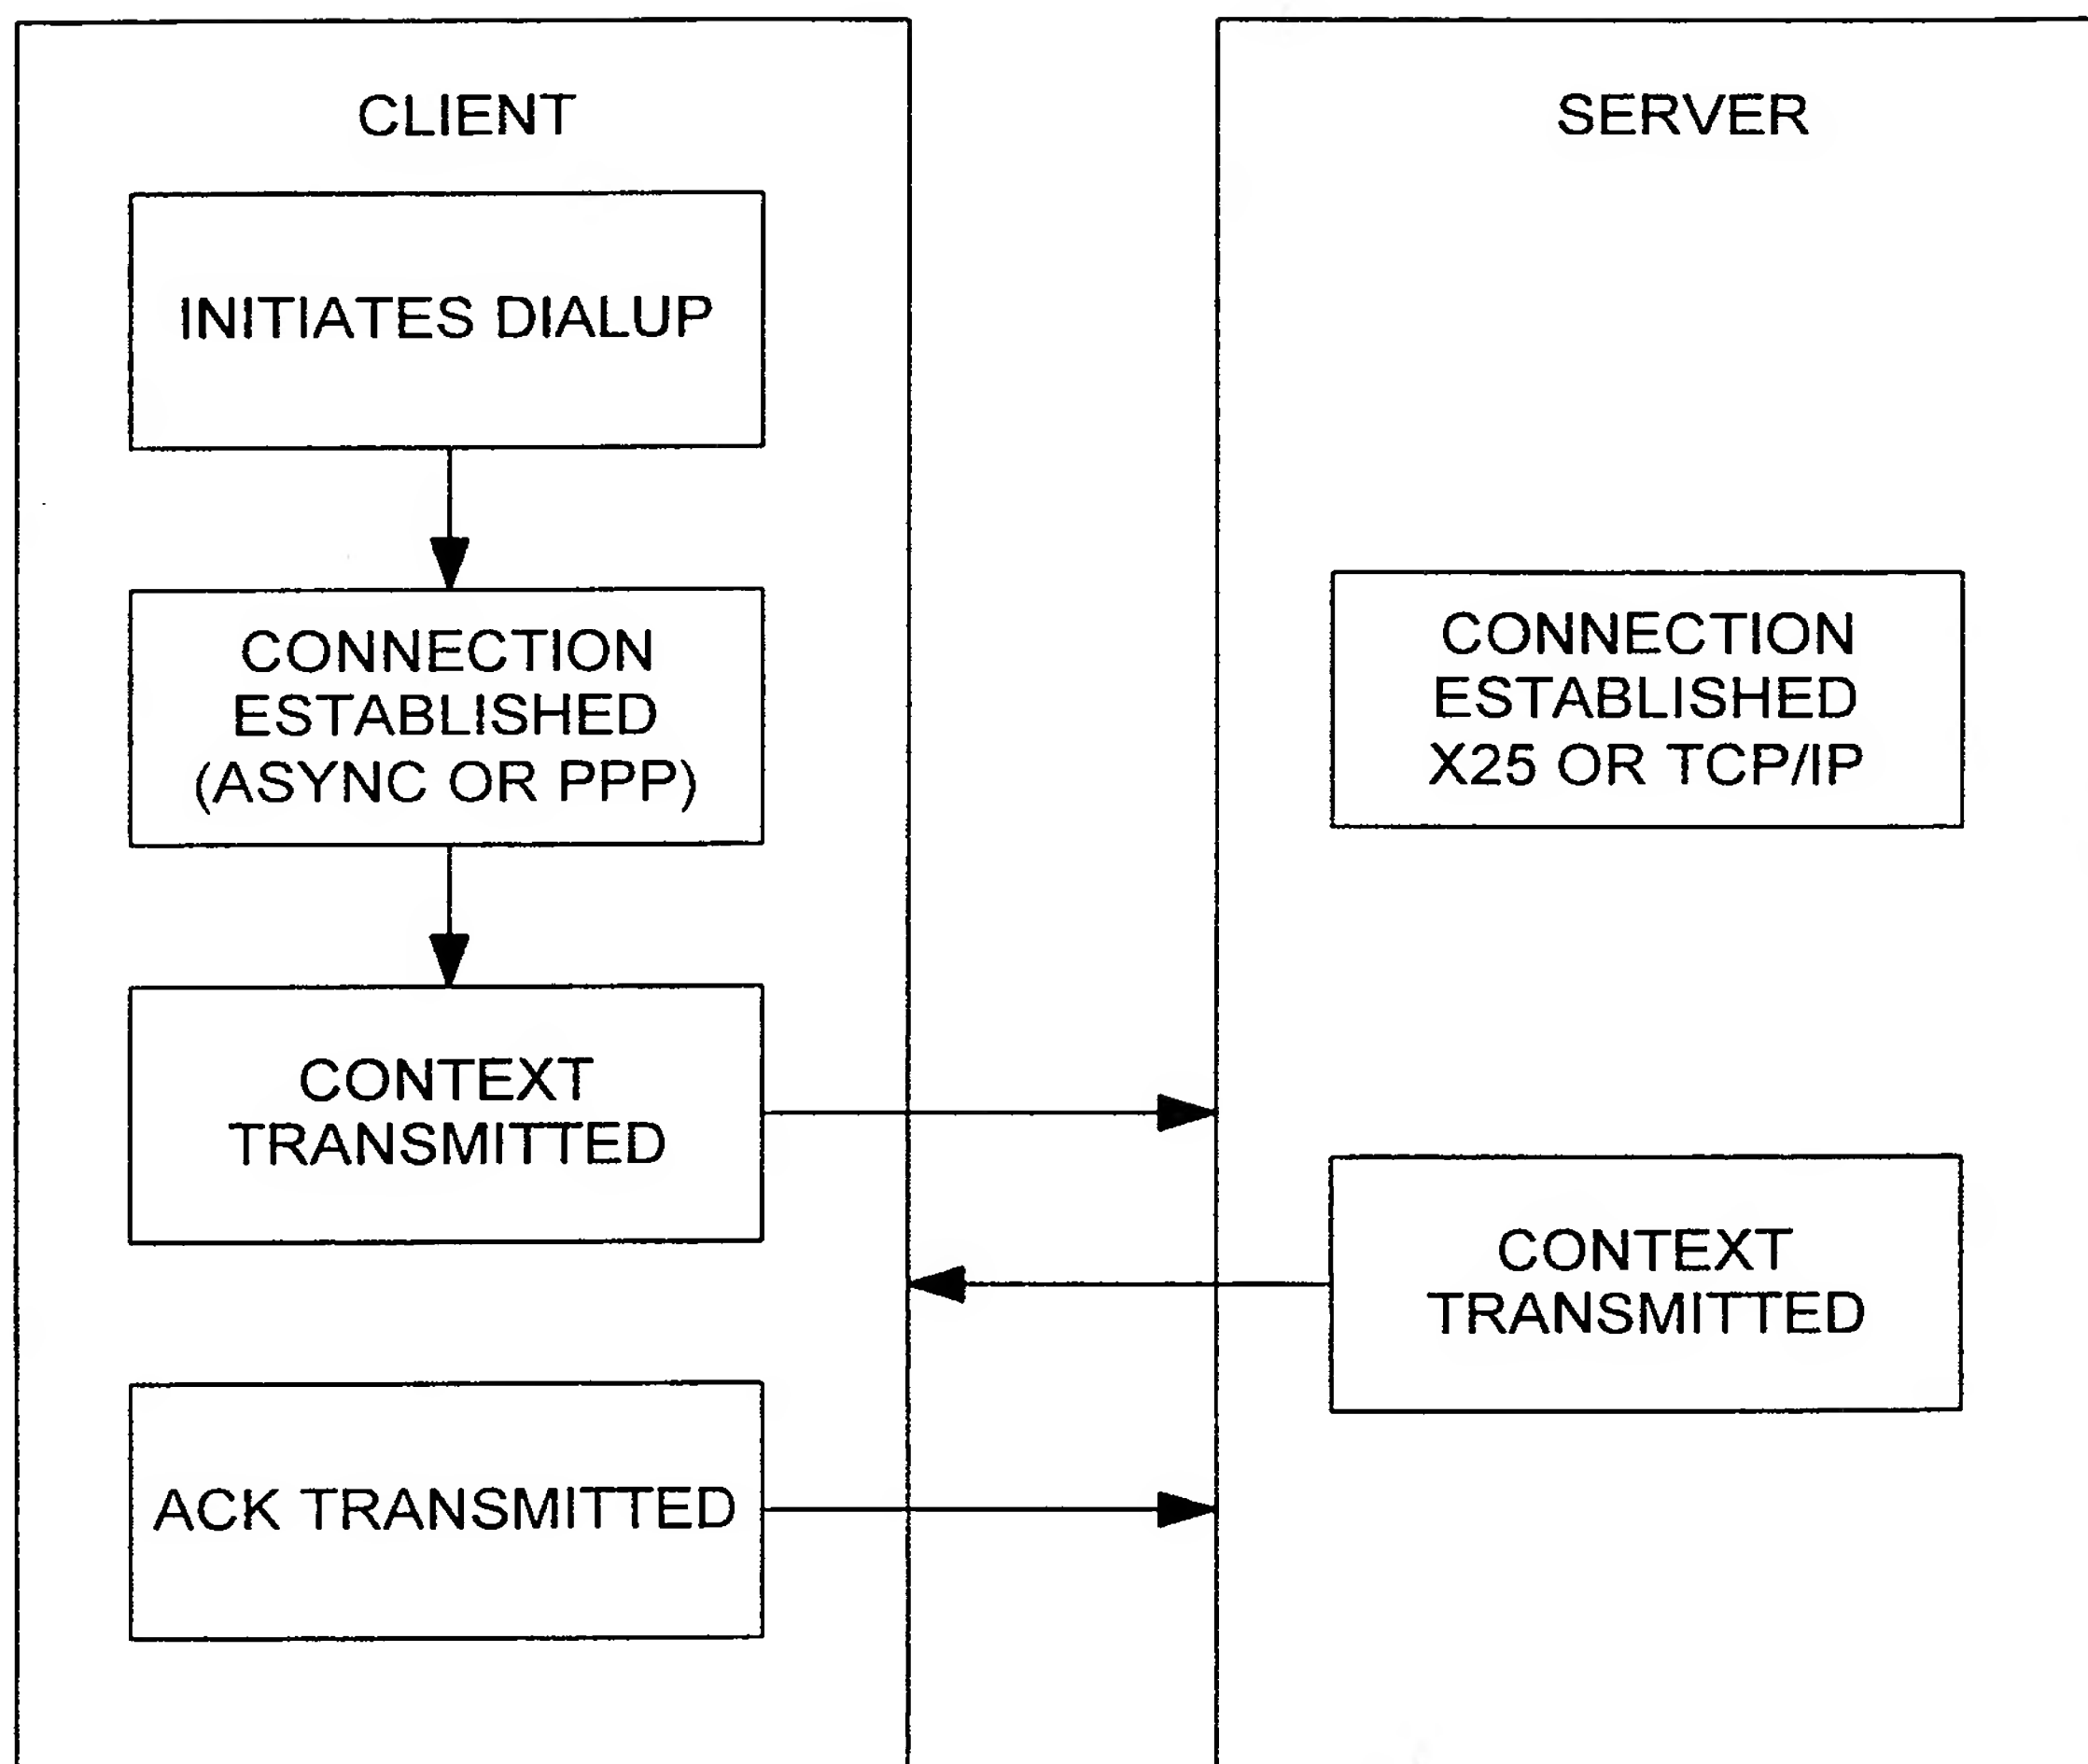 CLIENT
INITIATES DIALUP
CONNECTION
ESTABLISHED
(ASYNC OR PPP)
CONTEXT
TRANSMITTED
ACK TRANSMITTED
SERVER
CONNECTION
ESTABLISHED
X25 OR TCP/IP
CONTEXT
TRANSMITTED